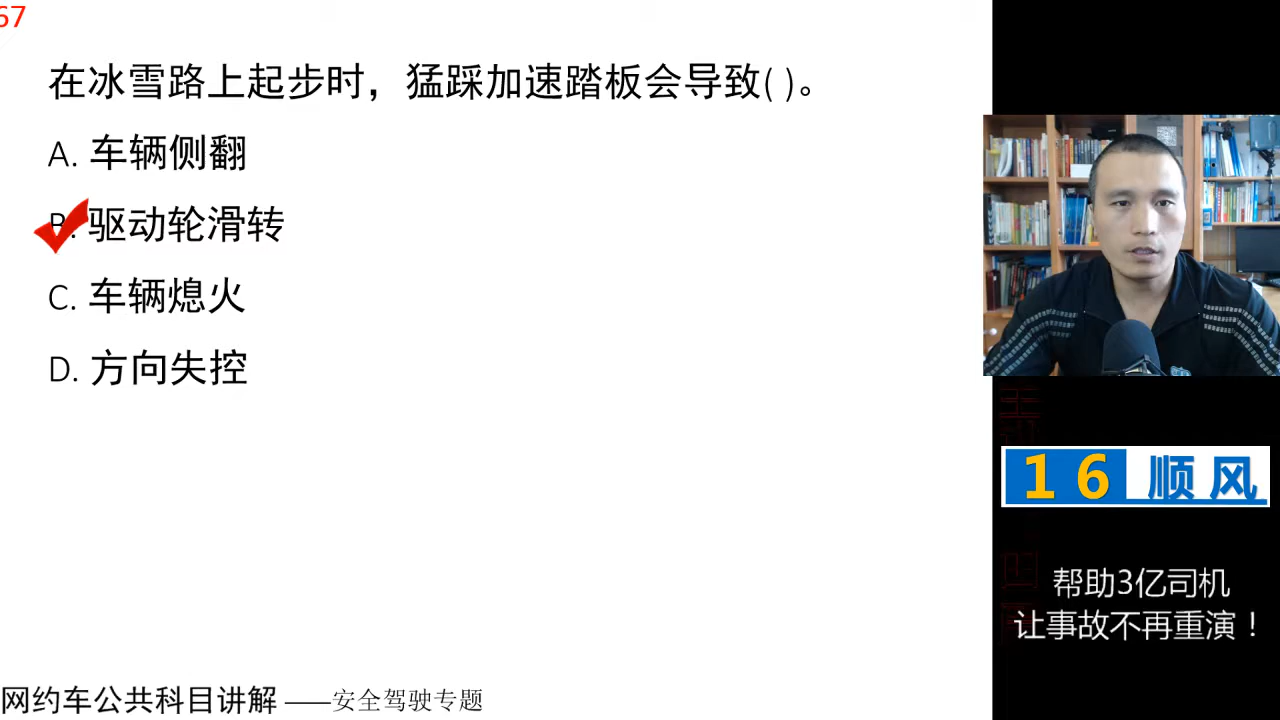 67
在冰雪路上起步时，猛踩加速踏板会导致( )。
A. 车辆侧翻
B. 驱动轮滑转
C. 车辆熄火
D. 方向失控
16 顺风
帮助3亿司机
让事故不再重演！
网约车公共科目讲解 ——安全驾驶专题